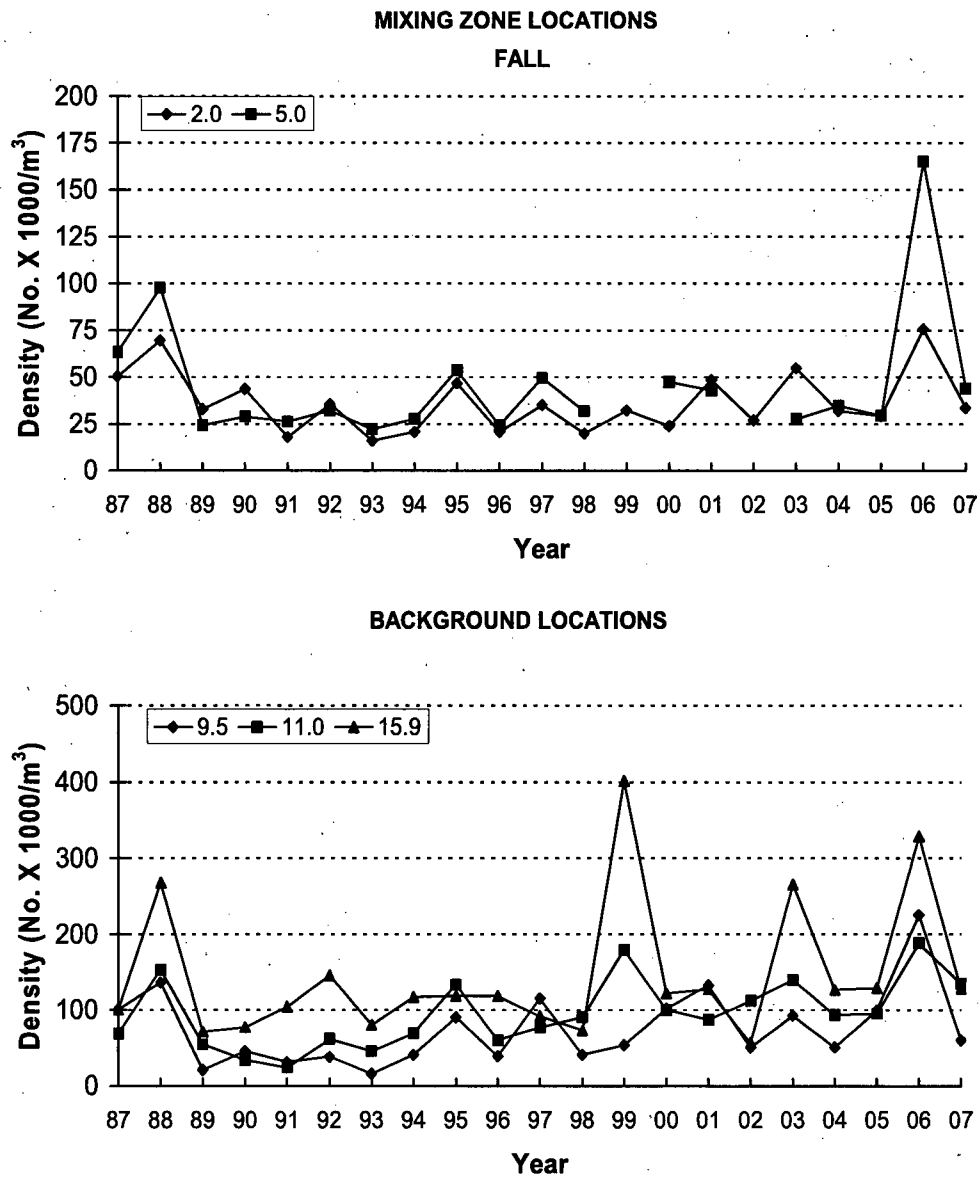 MIXING ZONE LOCATIONS
FALL
2.0 5.0
Density (No. X 1000/m³)
200
175
150
125
100
75
50
25
0
87 88 89 90 91 92 93 94 95 96 97 98 99 00 01 02 03 04 05 06 07
Year
BACKGROUND LOCATIONS
9.5 11.0 15.9
Density (No. X 1000/m³)
500
400
300
200
100
0
87 88 89 90 91 92 93 94 95 96 97 98 99 00 01 02 03 04 05 06 07
Year